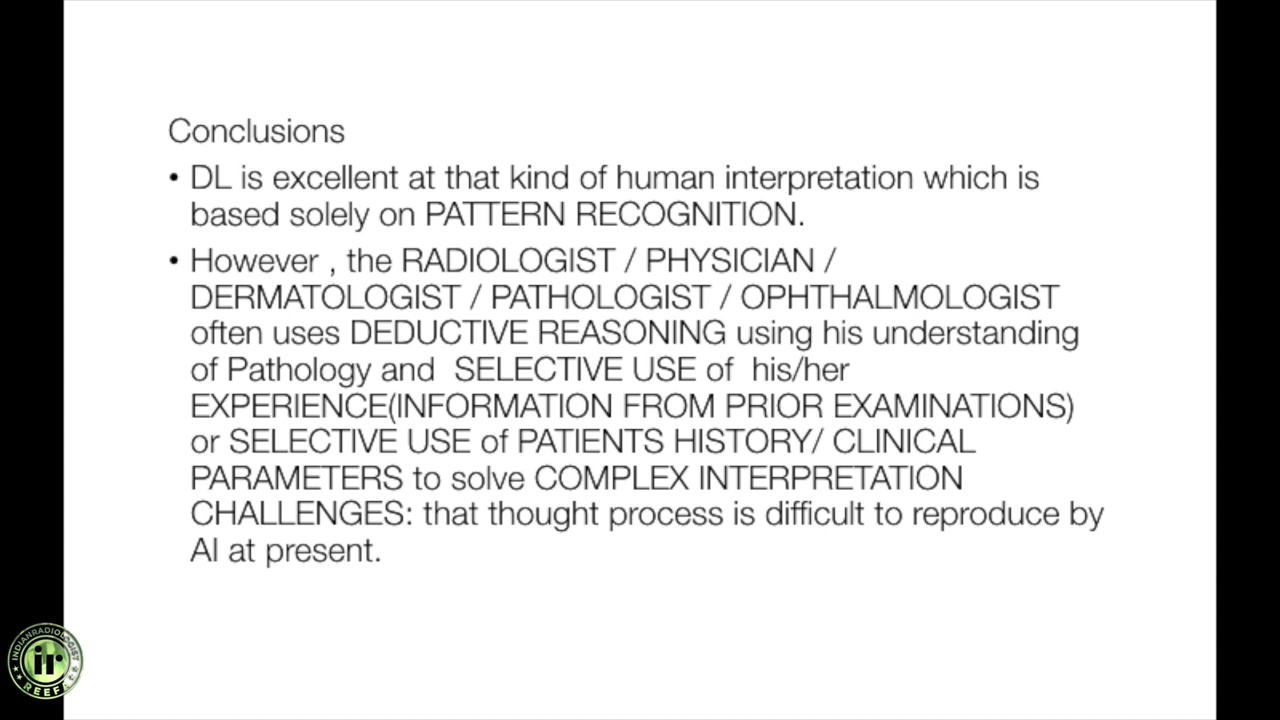 Conclusions
• DL is excellent at that kind of human interpretation which is
based solely on PATTERN RECOGNITION.
• However , the RADIOLOGIST / PHYSICIAN /
DERMATOLOGIST / PATHOLOGIST / OPHTHALMOLOGIST
often uses DEDUCTIVE REASONING using his understanding
of Pathology and SELECTIVE USE of his/her
EXPERIENCE(INFORMATION FROM PRIOR EXAMINATIONS)
or SELECTIVE USE of PATIENTS HISTORY/ CLINICAL
PARAMETERS to solve COMPLEX INTERPRETATION
CHALLENGES: that thought process is difficult to reproduce by
AI at present.
INDIANRADIOLOGIST
ir